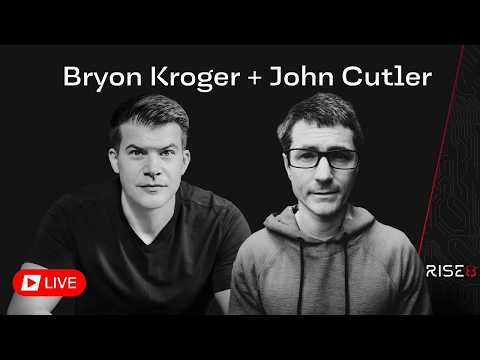 Bryon Kroger + John Cutler
LIVE
RISE8